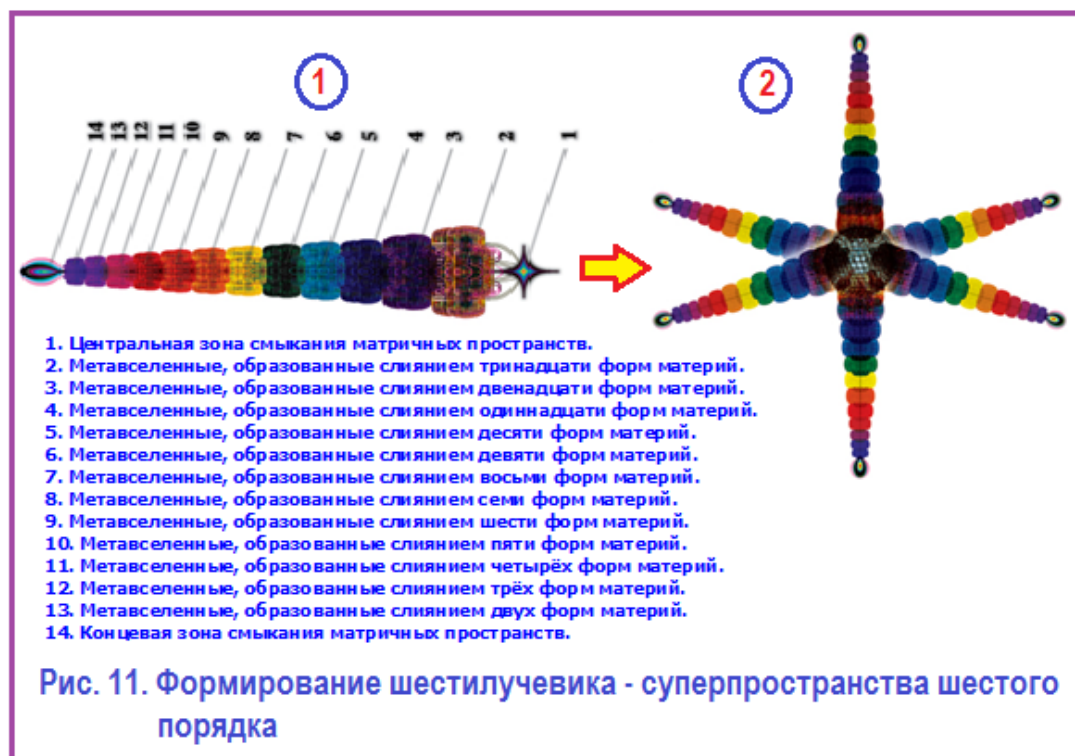 1
2
14 13 12 11 10 9 8 7 6 5 4 3 2 1
1. Центральная зона смыкания матричных пространств.
2. Метавселенные, образованные слиянием тринадцати форм материй.
3. Метавселенные, образованные слиянием двенадцати форм материй.
4. Метавселенные, образованные слиянием одиннадцати форм материй.
5. Метавселенные, образованные слиянием десяти форм материй.
6. Метавселенные, образованные слиянием девяти форм материй.
7. Метавселенные, образованные слиянием восьми форм материй.
8. Метавселенные, образованные слиянием семи форм материй.
9. Метавселенные, образованные слиянием шести форм материй.
10. Метавселенные, образованные слиянием пяти форм материй.
11. Метавселенные, образованные слиянием четырёх форм материй.
12. Метавселенные, образованные слиянием трёх форм материй.
13. Метавселенные, образованные слиянием двух форм материй.
14. Концевая зона смыкания матричных пространств.
Рис. 11. Формирование шестилучевика - суперпространства шестого
порядка